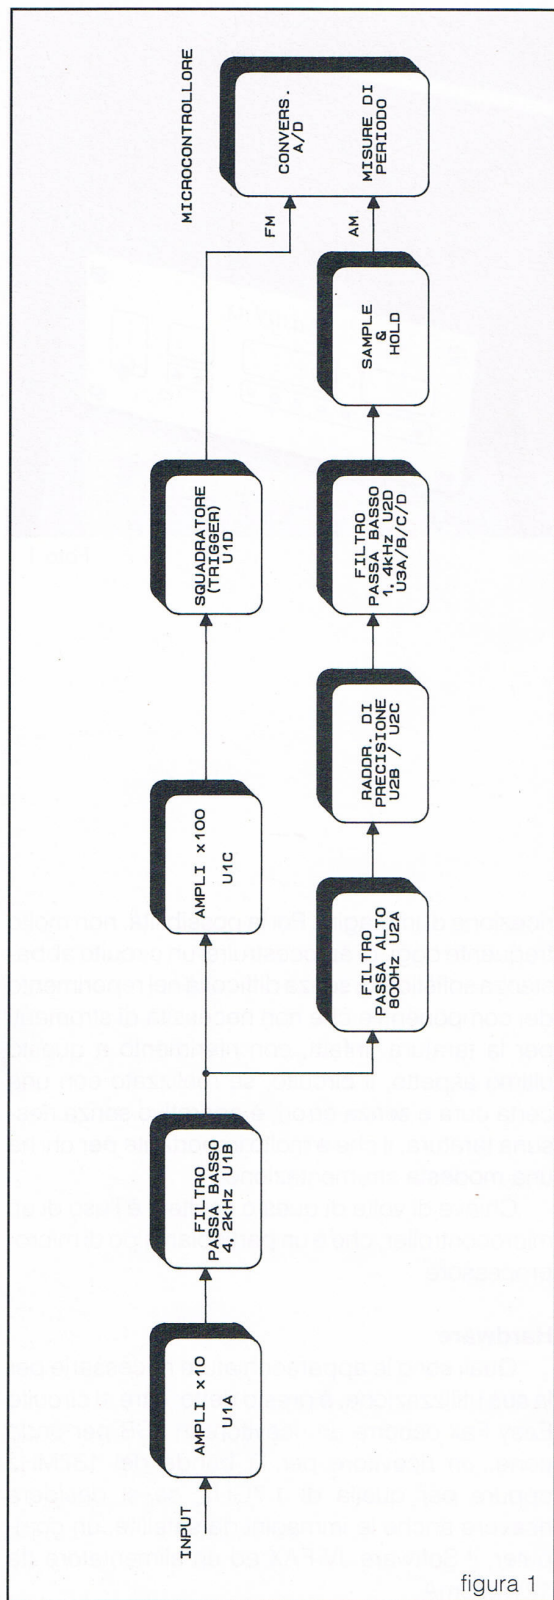 INPUT
AMPLI x10
U1A
FILTRO
PASSA BASSO
4,2kHz U1B
AMPLI x100
U1C
SQUADRATORE
(TRIGGER)
U1D
FM
MICROCONTROLLORE
CONVERS.
A/D
MISURE DI
PERIODO
FILTRO
PASSA ALTO
800Hz U2A
RADDR. DI
PRECISIONE
U2B / U2C
FILTRO
PASSA BASSO
1,4kHz U2D
U3A/B/C/D
SAMPLE
&
HOLD
AM
figura 1